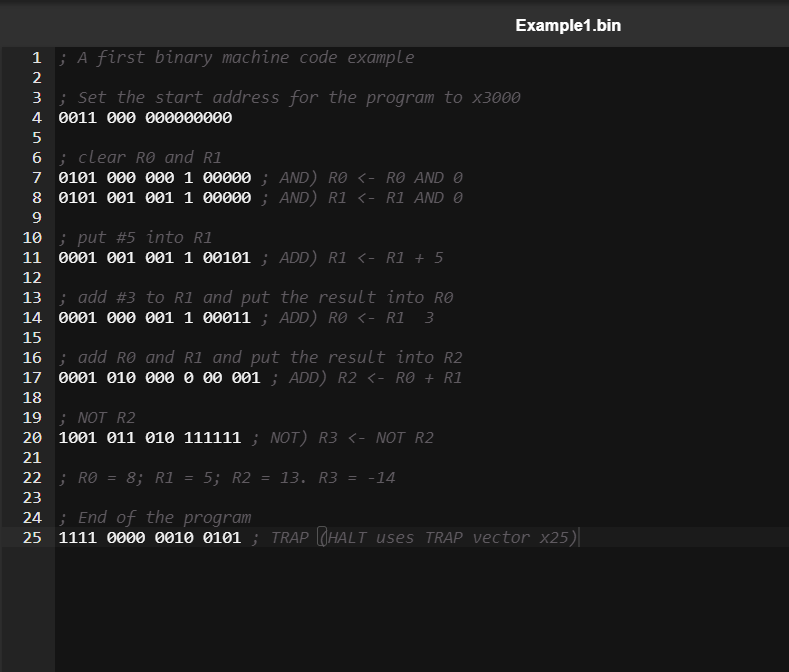 Example1.bin
1 ; A first binary machine code example
2
3 ; Set the start address for the program to x3000
4 0011 000 000000000
5
6 ; clear R0 and R1
7 0101 000 000 1 00000 ; AND) R0 <- R0 AND 0
8 0101 001 001 1 00000 ; AND) R1 <- R1 AND 0
9
10 ; put #5 into R1
11 0001 001 001 1 00101 ; ADD) R1 <- R1 + 5
12
13 ; add #3 to R1 and put the result into R0
14 0001 000 001 1 00011 ; ADD) R0 <- R1  3
15
16 ; add R0 and R1 and put the result into R2
17 0001 010 000 0 00 001 ; ADD) R2 <- R0 + R1
18
19 ; NOT R2
20 1001 011 010 111111 ; NOT) R3 <- NOT R2
21
22 ; R0 = 8; R1 = 5; R2 = 13. R3 = -14
23
24 ; End of the program
25 1111 0000 0010 0101 ; TRAP (HALT uses TRAP vector x25)